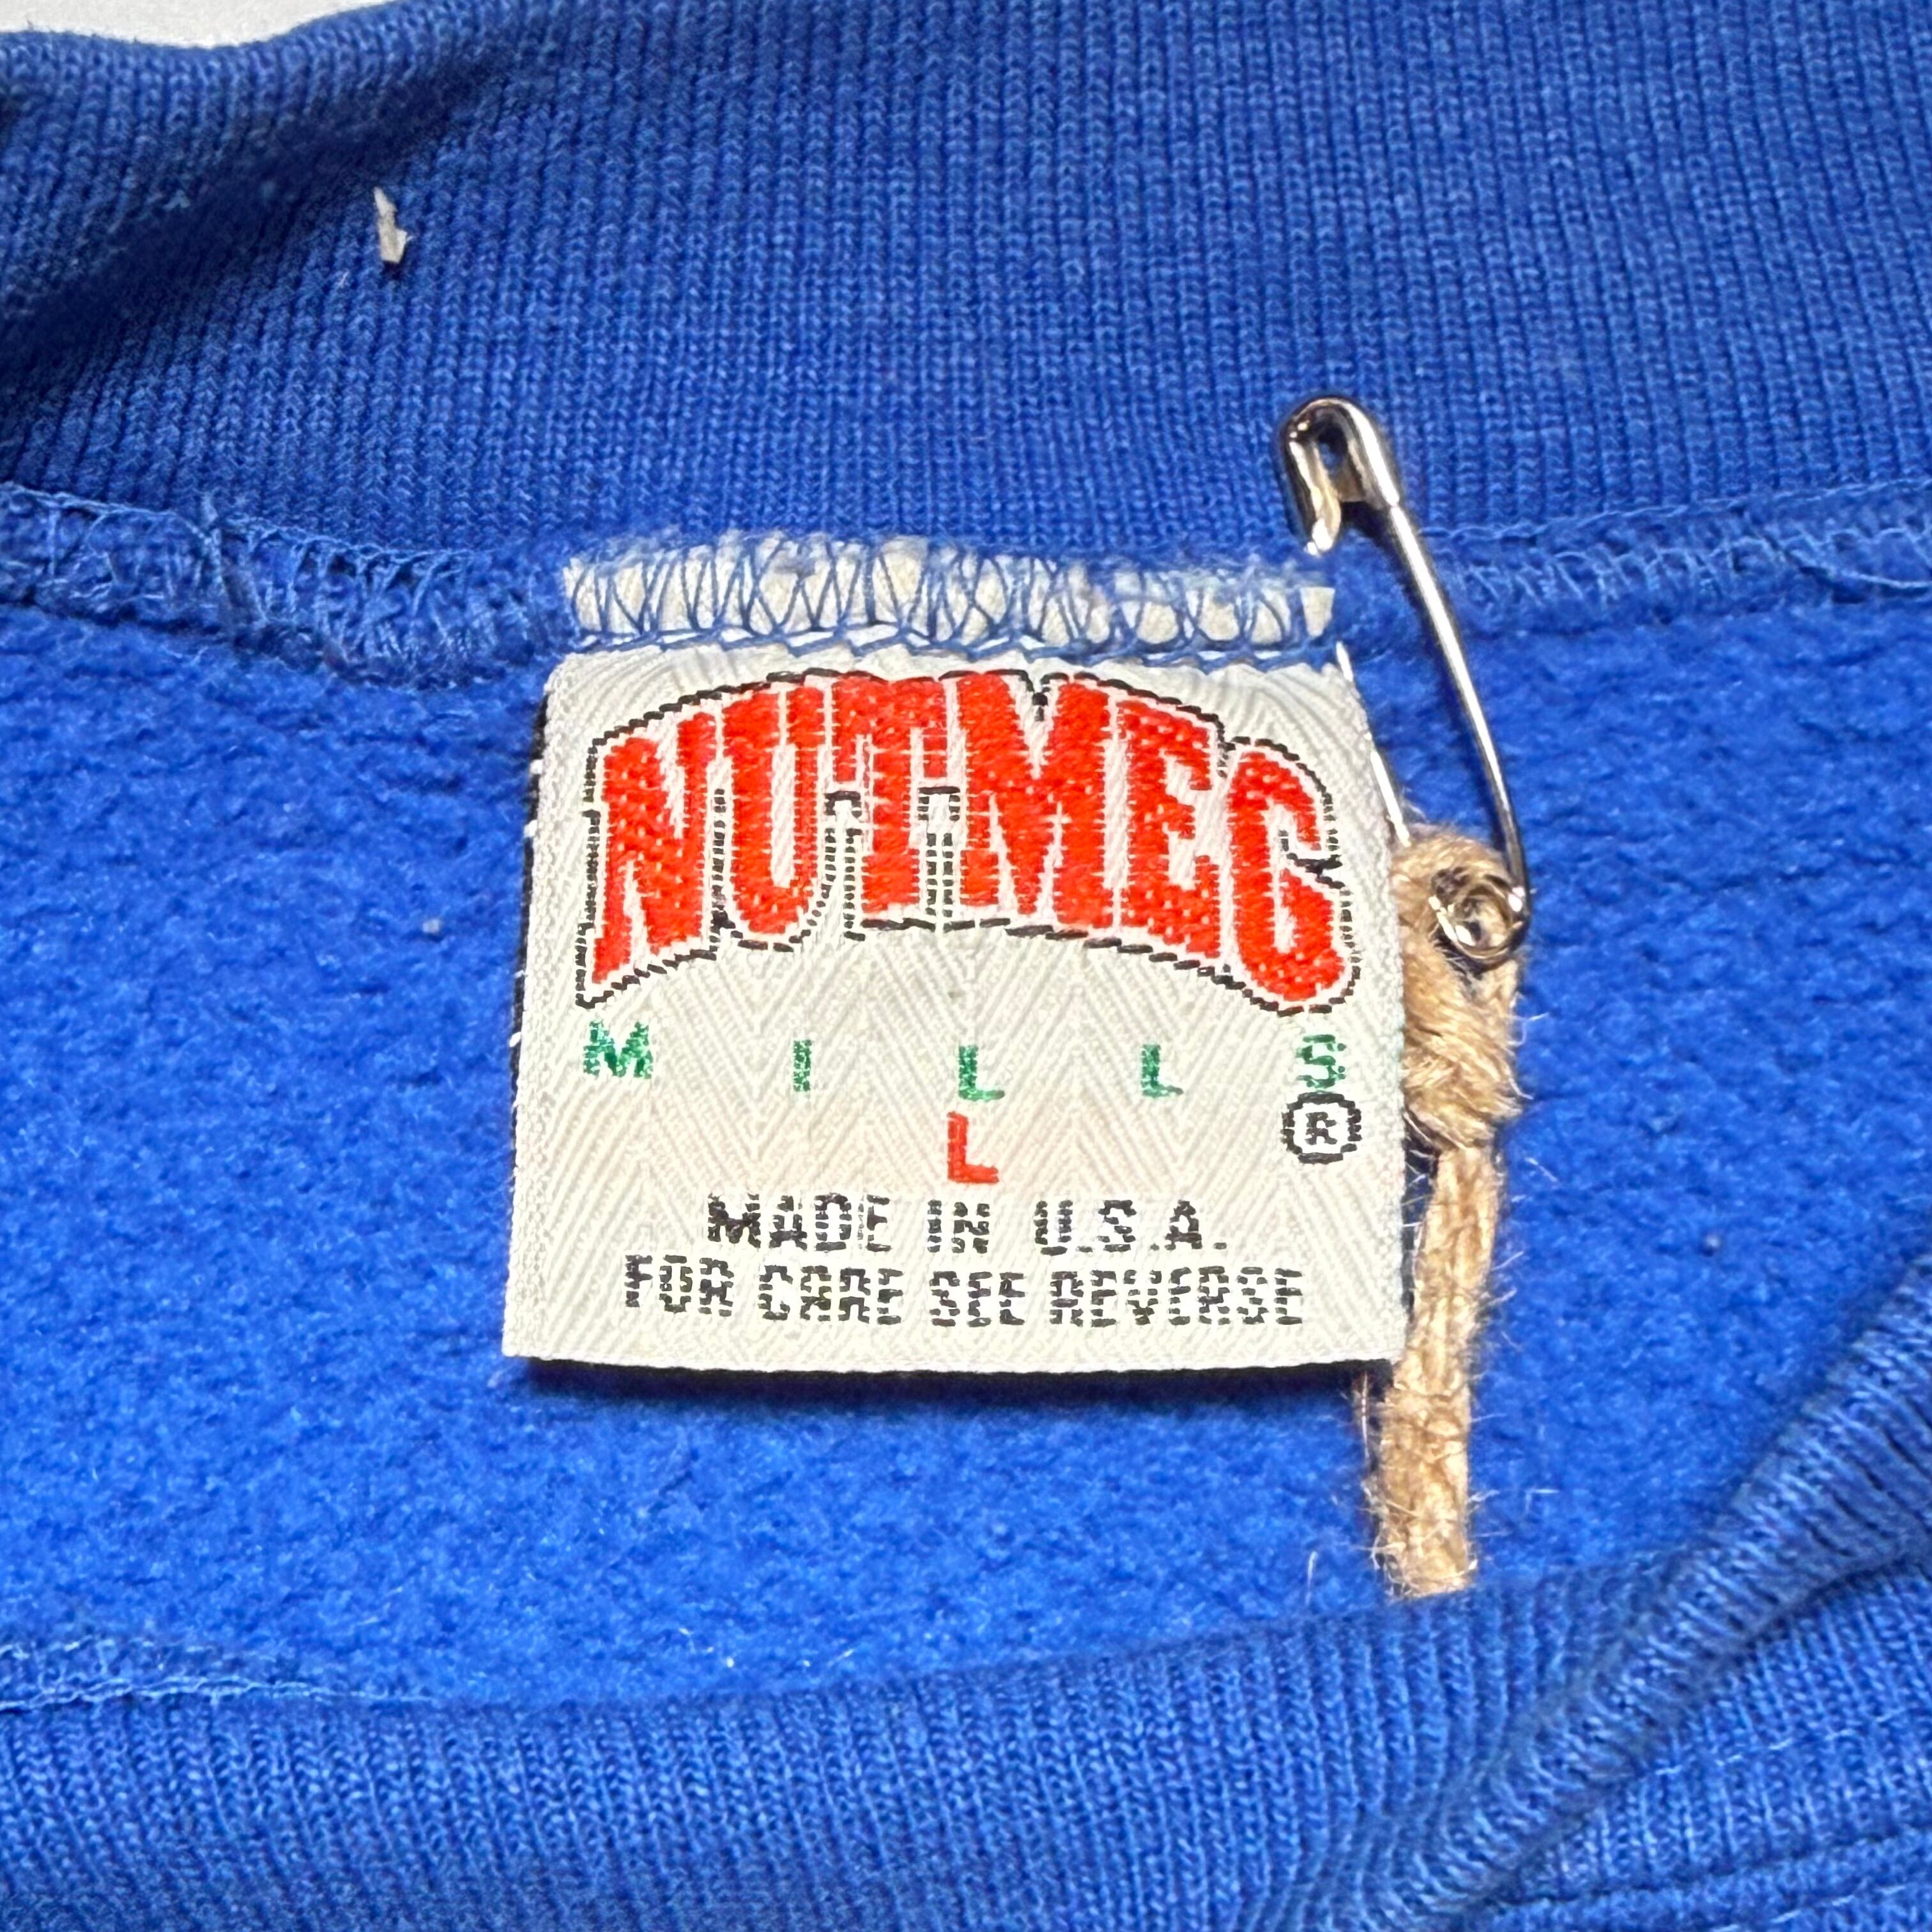 NUTMEG
MILLS
®
L
MADE IN U.S.A.
FOR CARE SEE REVERSE